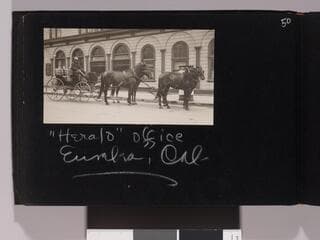 50
"Herald" Office
Eureka, Cal